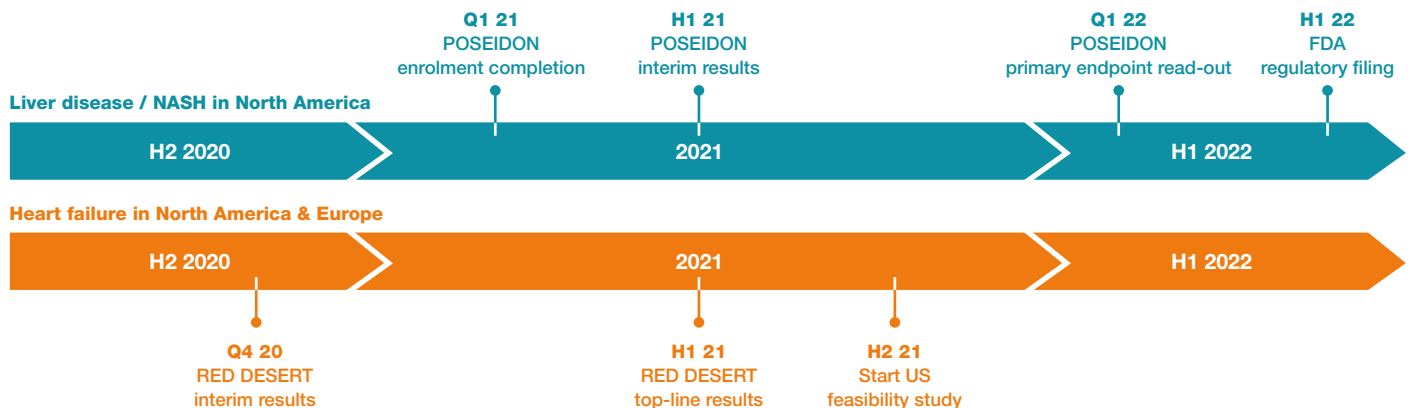 Q1 21
POSEIDON
enrolment completion
H1 21
POSEIDON
interim results
Q1 22
POSEIDON
primary endpoint read-out
H1 22
FDA
regulatory filing
Liver disease / NASH in North America
H2 2020
2021
H1 2022
Heart failure in North America & Europe
H2 2020
2021
H1 2022
Q4 20
RED DESERT
interim results
H1 21
RED DESERT
top-line results
H2 21
Start US
feasibility study